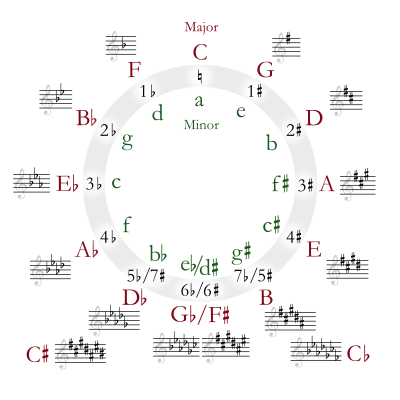 Major
C
F
G
♮
1♭
1♯
a
d
e
B♭
D
Minor
2♭
2♯
g
b
E♭
3♭
c
f♯
3♯
A
f
c♯
A♭
4♭
4♯
E
b♭
g♯
e♭/d♯
5♭/7♯
7♭/5♯
6♭/6♯
D♭
B
G♭/F♯
C♯
C♭